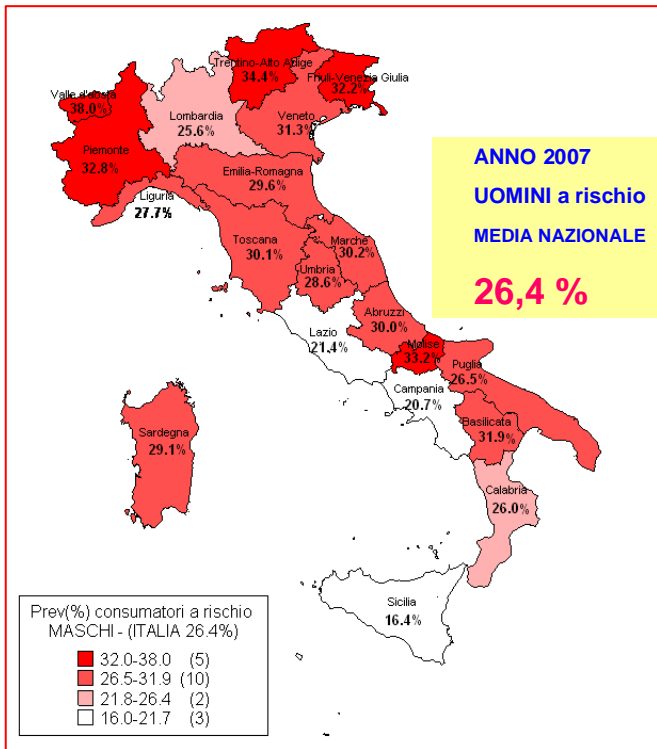 Trentino-Alto Adige
34.4%
Friuli-Venezia Giulia
32.2%
Valle d'aosta
38.0%
Lombardia
25.6%
Veneto
31.3%
Piemonte
32.8%
Emilia-Romagna
29.6%
Liguria
27.7%
Toscana
30.1%
Marche
30.2%
Umbria
28.6%
Abruzzi
30.0%
Lazio
21.4%
Molise
33.2%
Puglia
26.5%
Campania
20.7%
Basilicata
31.9%
Sardegna
29.1%
Calabria
26.0%
Sicilia
16.4%
ANNO 2007
UOMINI a rischio
MEDIA NAZIONALE
26,4 %
Prev(%) consumatori a rischio
MASCHI - (ITALIA 26.4%)
32.0-38.0 (5)
26.5-31.9 (10)
21.8-26.4 (2)
16.0-21.7 (3)